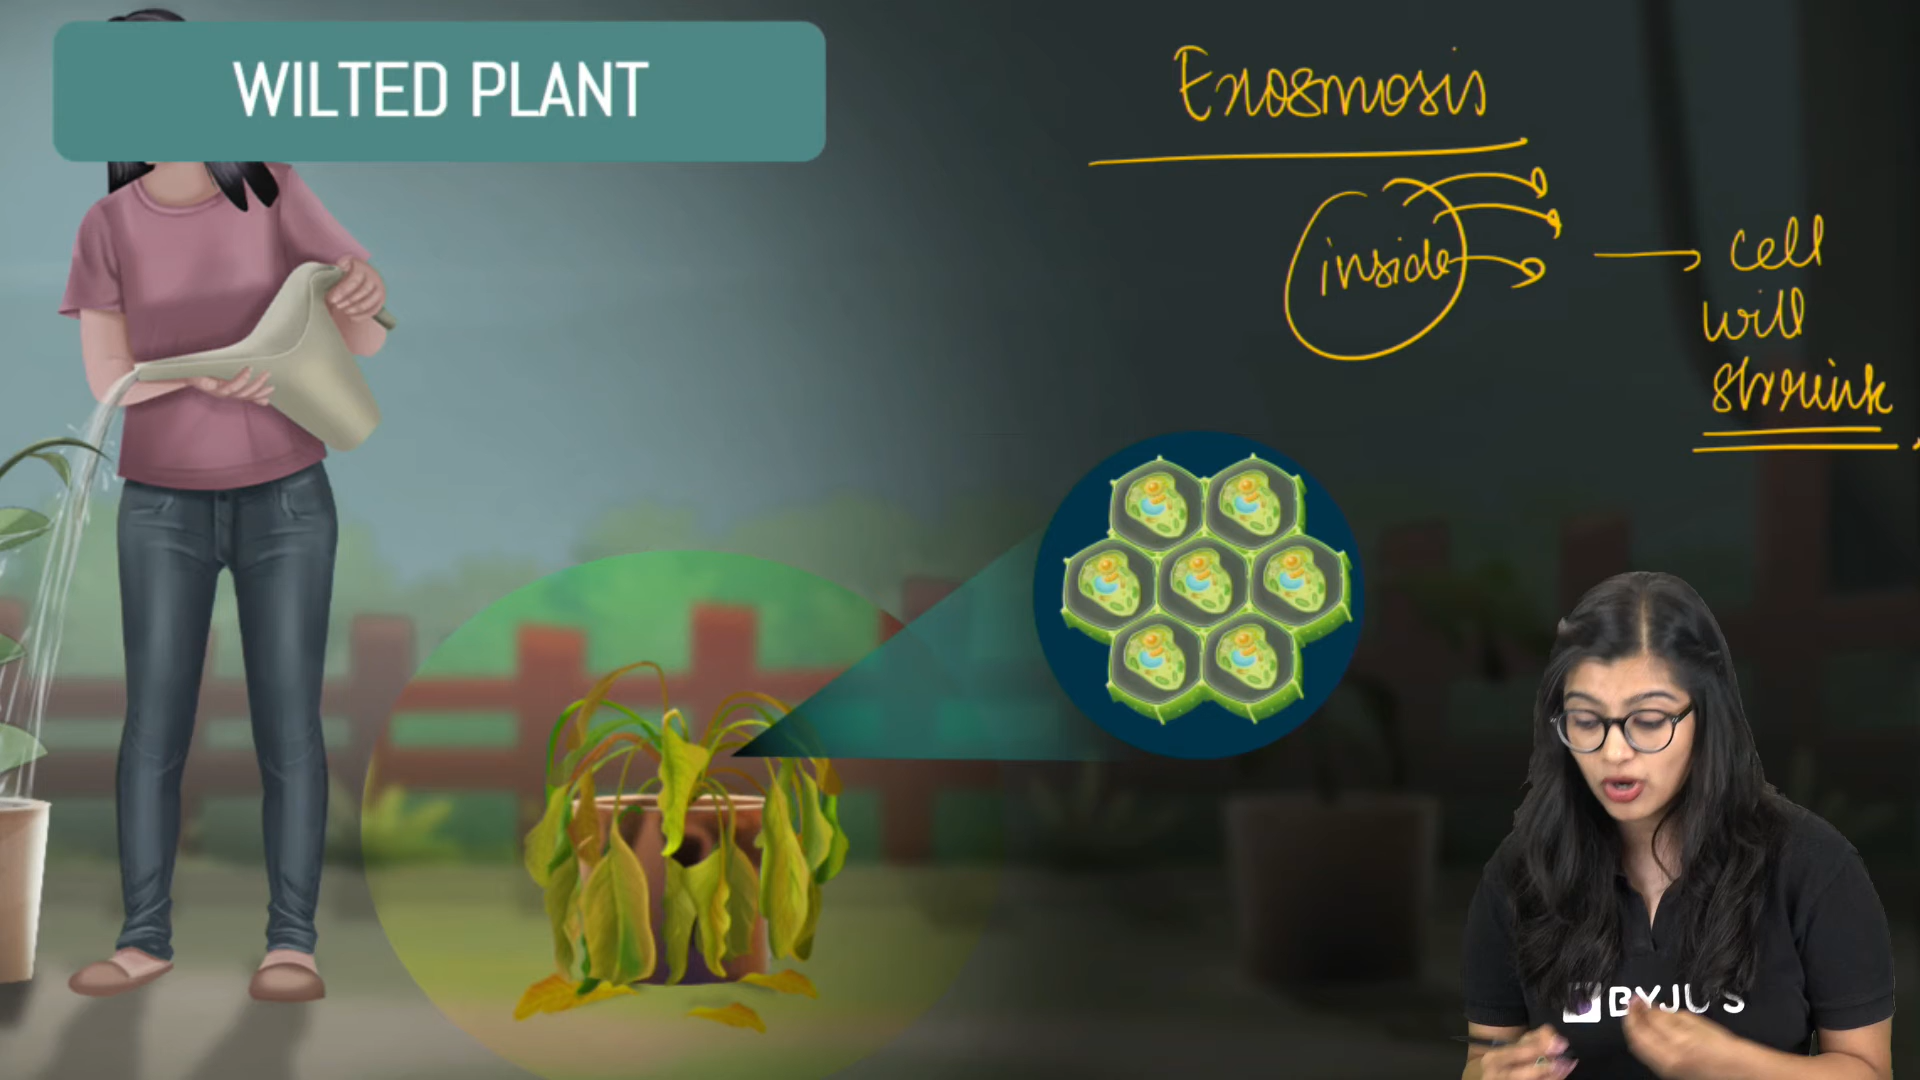 WILTED PLANT
Exosmosis
inside
cell
will
shrink
BYJU'S